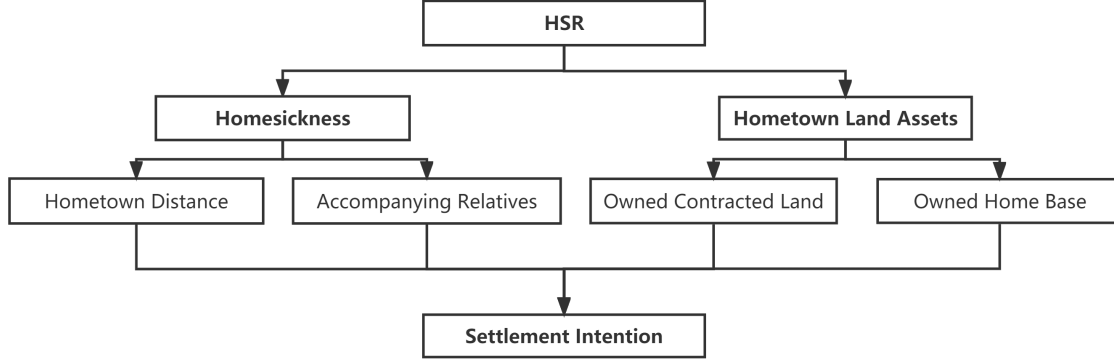 HSR
Homesickness
Hometown Land Assets
Hometown Distance
Accompanying Relatives
Owned Contracted Land
Owned Home Base
Settlement Intention